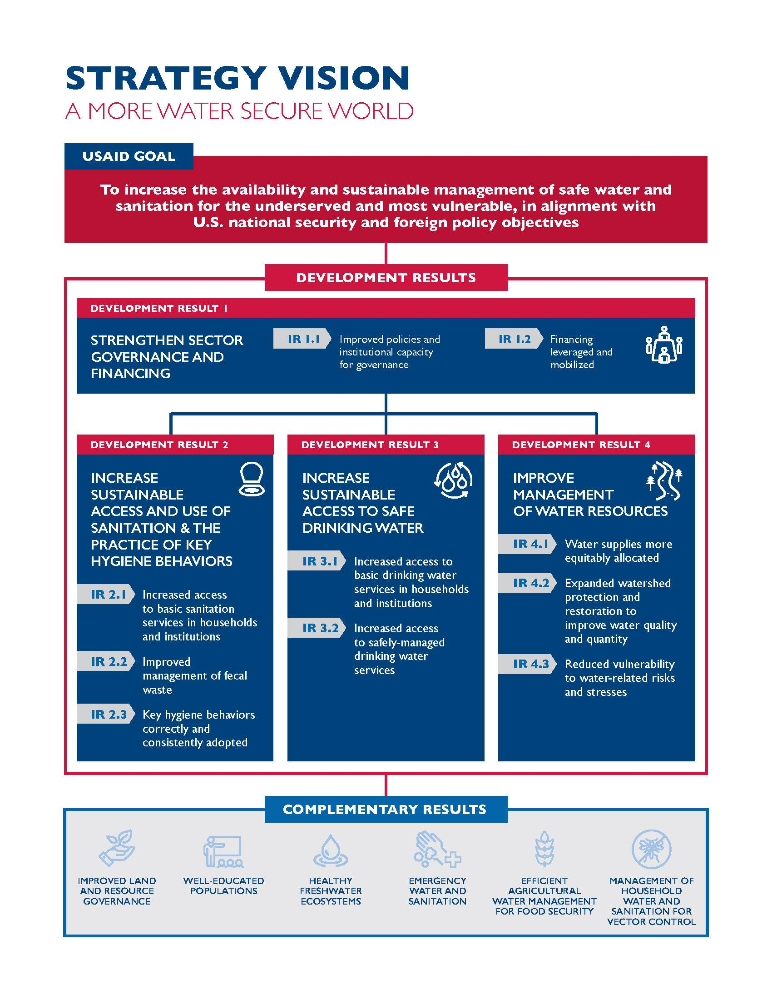 STRATEGY VISION
A MORE WATER SECURE WORLD
USAID GOAL
To increase the availability and sustainable management of safe water and
sanitation for the underserved and most vulnerable, in alignment with
U.S. national security and foreign policy objectives
DEVELOPMENT RESULTS
DEVELOPMENT RESULT 1
STRENGTHEN SECTOR
GOVERNANCE AND
FINANCING
IR 1.1
Improved policies and
institutional capacity
for governance
IR 1.2
Financing
leveraged and
mobilized
DEVELOPMENT RESULT 2
INCREASE
SUSTAINABLE
ACCESS AND USE OF
SANITATION & THE
PRACTICE OF KEY
HYGIENE BEHAVIORS
IR 2.1
Increased access
to basic sanitation
services in households
and institutions
IR 2.2
Improved
management of fecal
waste
IR 2.3
Key hygiene behaviors
correctly and
consistently adopted
DEVELOPMENT RESULT 3
INCREASE
SUSTAINABLE
ACCESS TO SAFE
DRINKING WATER
IR 3.1
Increased access to
basic drinking water
services in households
and institutions
IR 3.2
Increased access
to safely-managed
drinking water
services
DEVELOPMENT RESULT 4
IMPROVE
MANAGEMENT
OF WATER RESOURCES
IR 4.1
Water supplies more
equitably allocated
IR 4.2
Expanded watershed
protection and
restoration to
improve water quality
and quantity
IR 4.3
Reduced vulnerability
to water-related risks
and stresses
COMPLEMENTARY RESULTS
IMPROVED LAND
AND RESOURCE
GOVERNANCE
WELL-EDUCATED
POPULATIONS
HEALTHY
FRESHWATER
ECOSYSTEMS
EMERGENCY
WATER AND
SANITATION
EFFICIENT
AGRICULTURAL
WATER MANAGEMENT
FOR FOOD SECURITY
MANAGEMENT OF
HOUSEHOLD
WATER AND
SANITATION FOR
VECTOR CONTROL